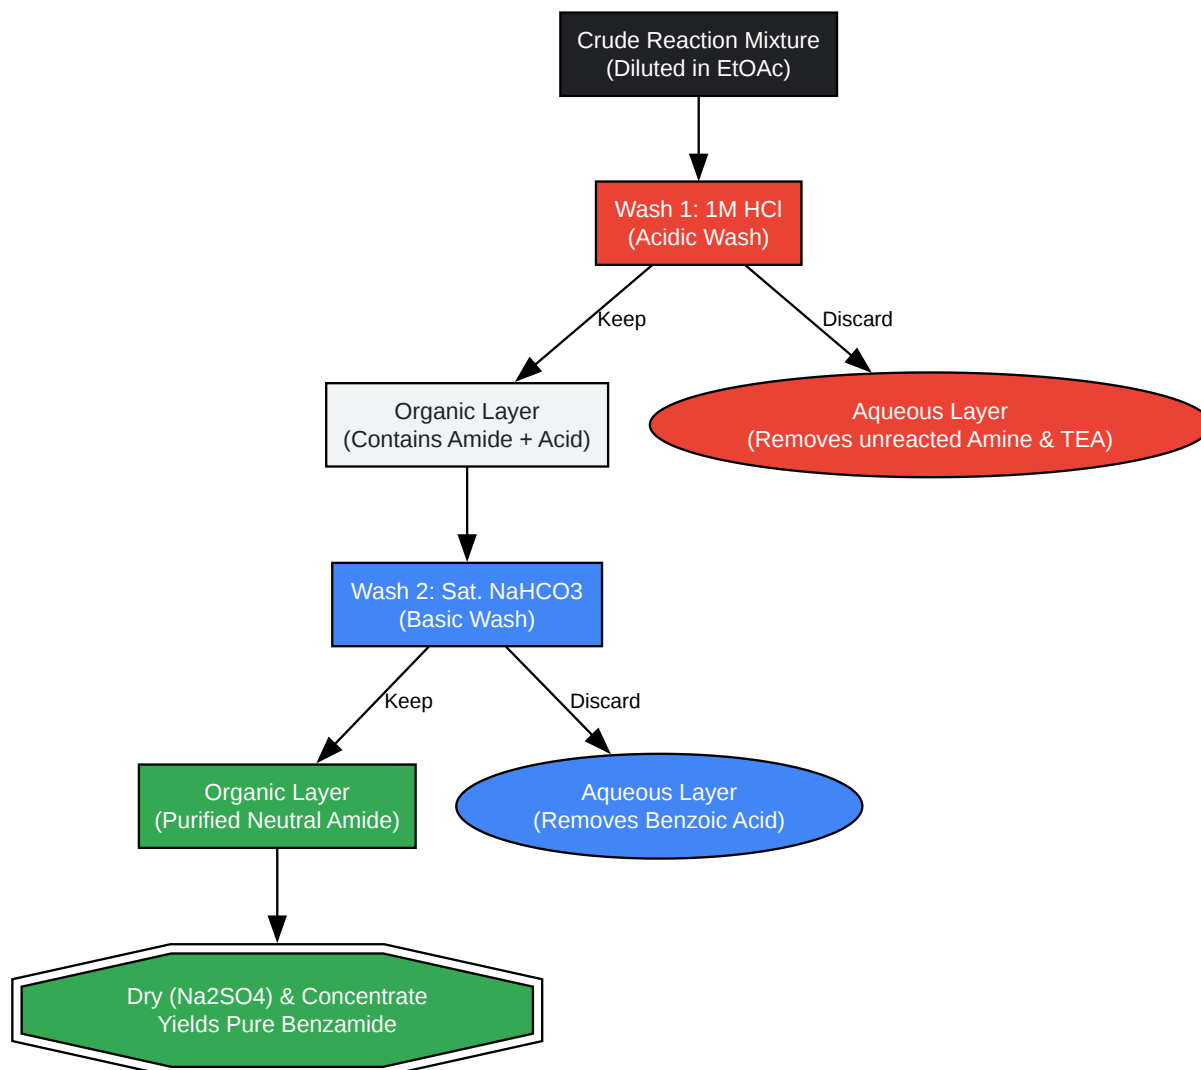 Crude Reaction Mixture
(Diluted in EtOAc)
Wash 1: 1M HCl
(Acidic Wash)
Keep
Discard
Organic Layer
(Contains Amide + Acid)
Aqueous Layer
(Removes unreacted Amine & TEA)
Wash 2: Sat. NaHCO3
(Basic Wash)
Keep
Discard
Organic Layer
(Purified Neutral Amide)
Aqueous Layer
(Removes Benzoic Acid)
Dry (Na2SO4) & Concentrate
Yields Pure Benzamide